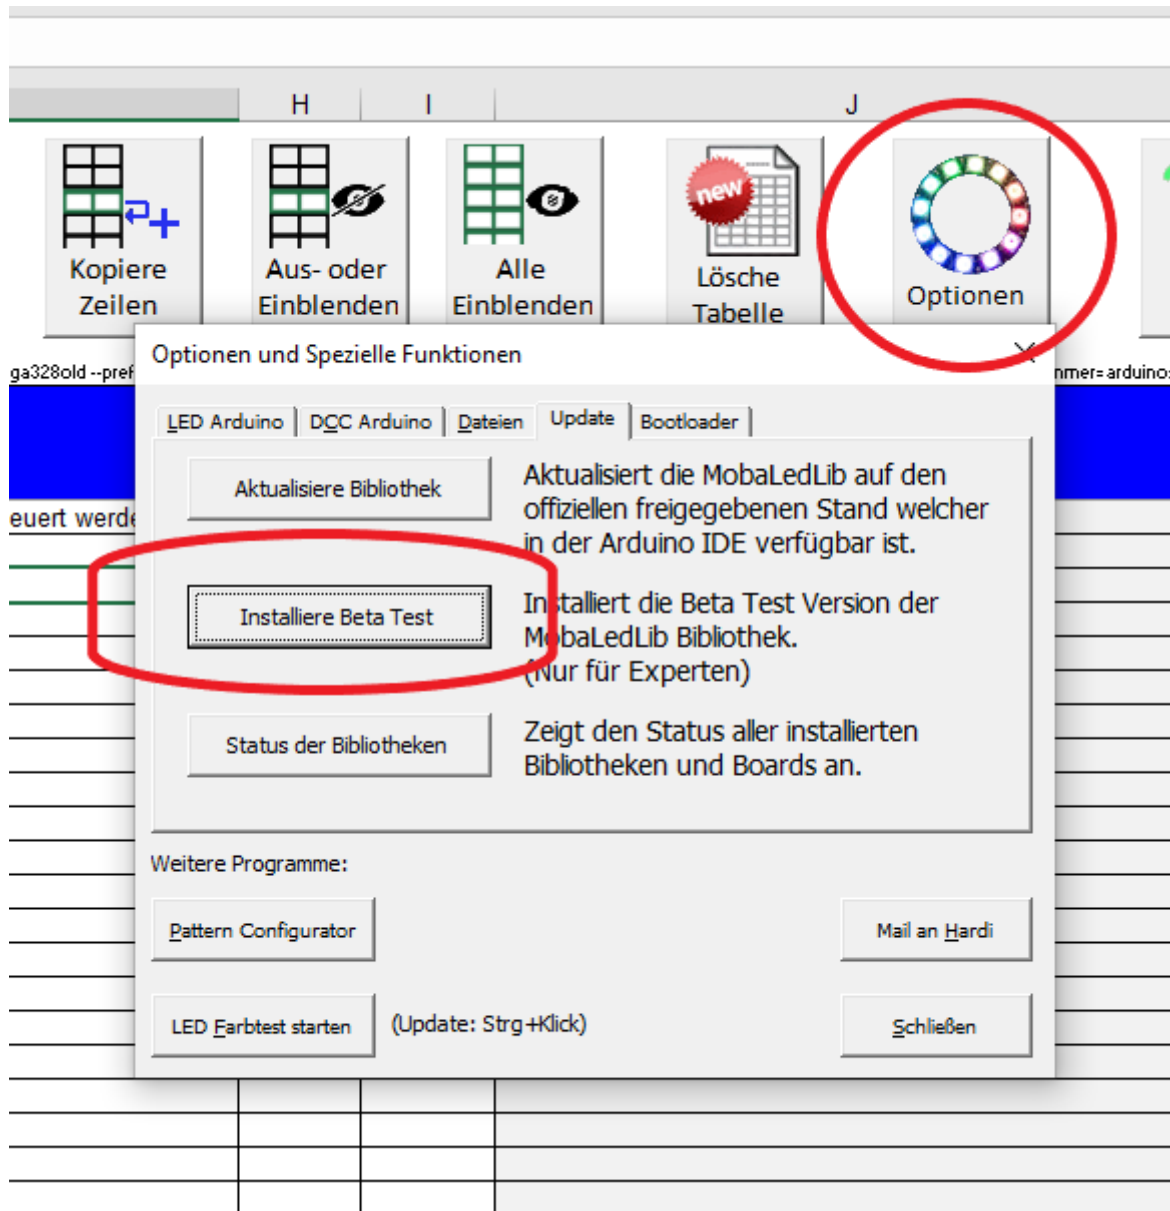 H I J
new
Kopiere
Zeilen
Aus- oder
Einblenden
Alle
Einblenden
Lösche
Tabelle
Optionen
Optionen und Spezielle Funktionen
ga328old --pref
mmer=arduino:
LED Arduino DCC Arduino Dateien Update Bootloader
euert werde
Aktualisiere Bibliothek
Aktualisiert die MobaLedLib auf den
offiziellen freigegebenen Stand welcher
in der Arduino IDE verfügbar ist.
Installiere Beta Test
Installiert die Beta Test Version der
MobaLedLib Bibliothek.
(Nur für Experten)
Status der Bibliotheken
Zeigt den Status aller installierten
Bibliotheken und Boards an.
Weitere Programme:
Pattern Configurator
Mail an Hardi
LED Farbtest starten
(Update: Strg+Klick)
Schließen